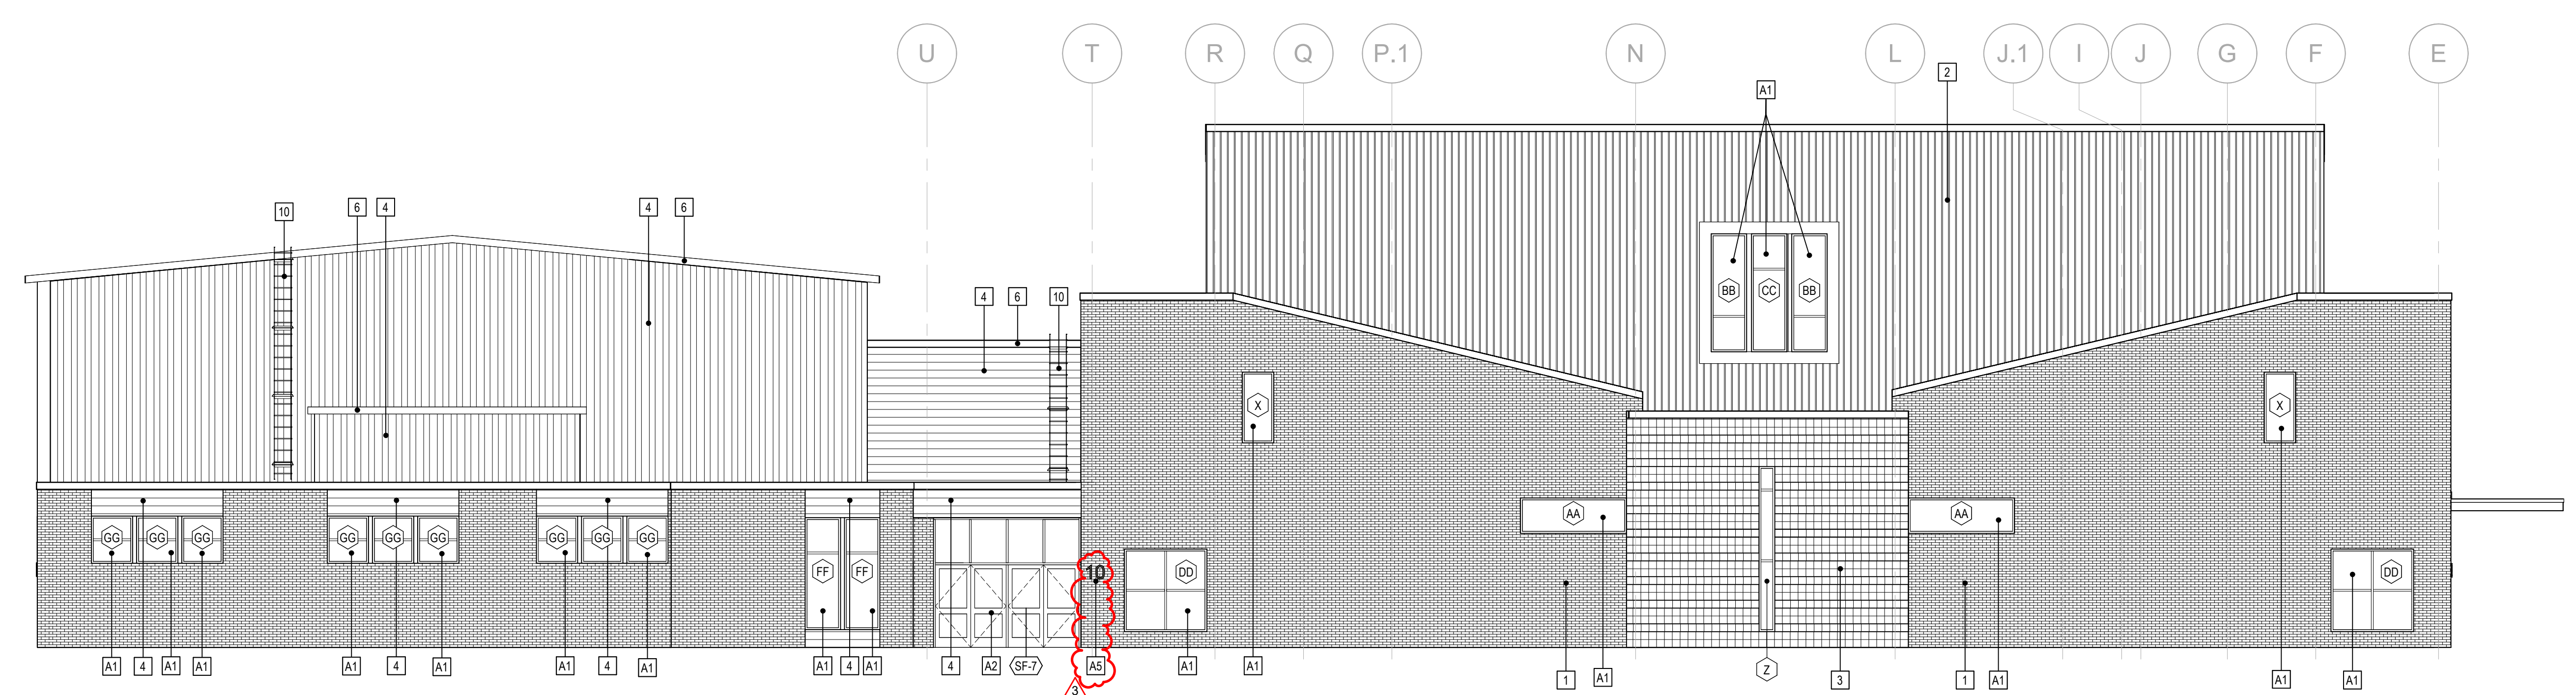 U T R Q P.1 N L J.1 I J G F E
2
A1
10 6 4 4 6
4 6 10
BB CC BB
X X
AA AA
GG GG GG GG GG GG GG GG GG
FF FF
10 DD DD
A1 4 A1 A1 A1 4 A1 A1 4 A1 A1 4 A1 4 A2 SF-7 A5 A1 A1 1 A1 Z 3 1 A1 A1 A1
3